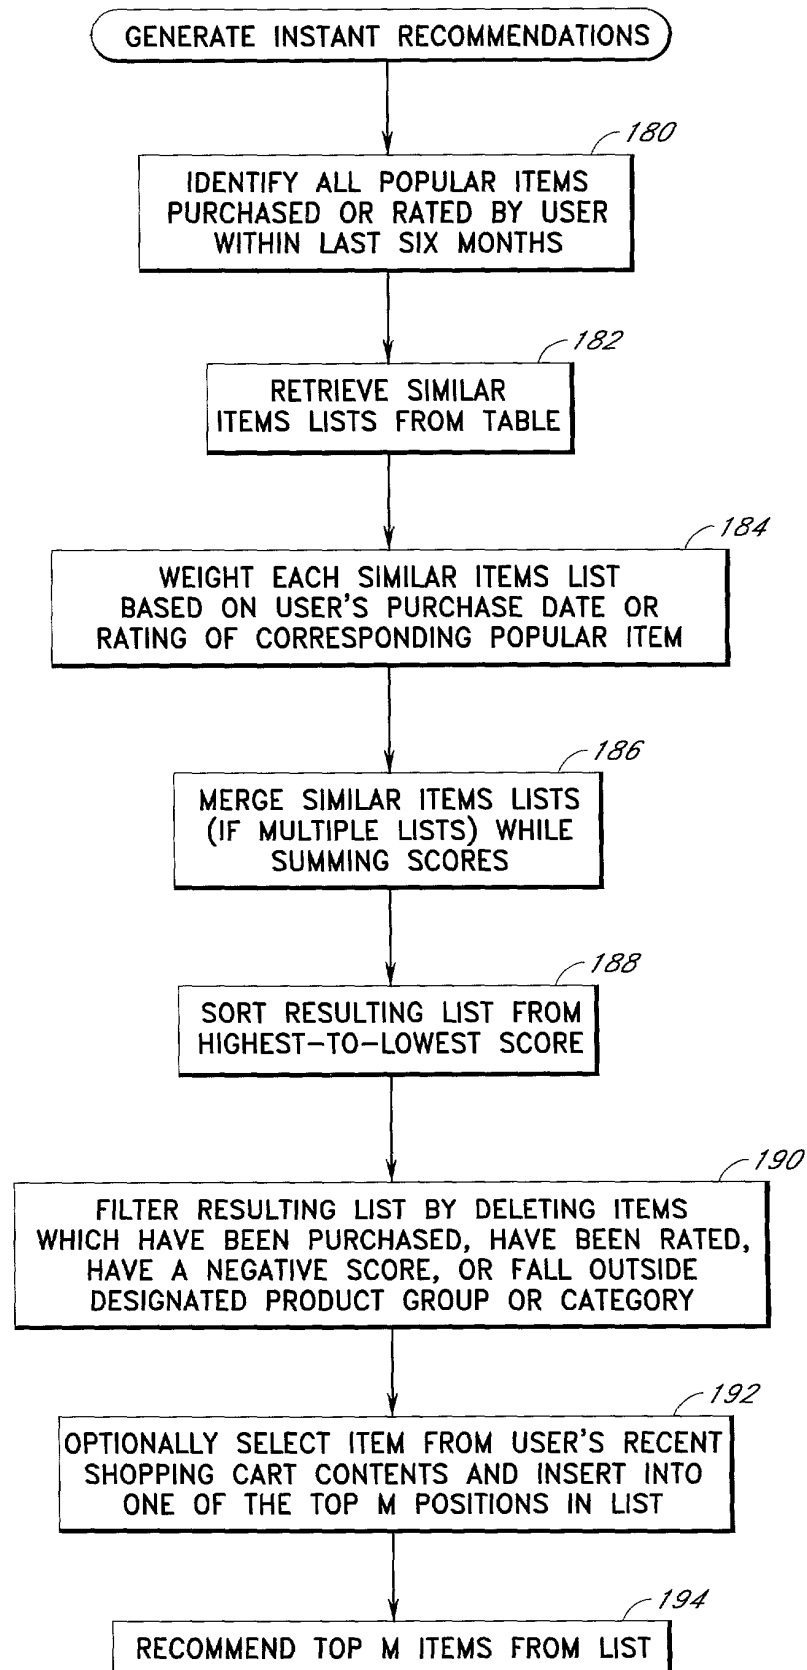 GENERATE INSTANT RECOMMENDATIONS
180
IDENTIFY ALL POPULAR ITEMS
PURCHASED OR RATED BY USER
WITHIN LAST SIX MONTHS
182
RETRIEVE SIMILAR
ITEMS LISTS FROM TABLE
184
WEIGHT EACH SIMILAR ITEMS LIST
BASED ON USER'S PURCHASE DATE OR
RATING OF CORRESPONDING POPULAR ITEM
186
MERGE SIMILAR ITEMS LISTS
(IF MULTIPLE LISTS) WHILE
SUMMING SCORES
188
SORT RESULTING LIST FROM
HIGHEST-TO-LOWEST SCORE
190
FILTER RESULTING LIST BY DELETING ITEMS
WHICH HAVE BEEN PURCHASED, HAVE BEEN RATED,
HAVE A NEGATIVE SCORE, OR FALL OUTSIDE
DESIGNATED PRODUCT GROUP OR CATEGORY
192
OPTIONALLY SELECT ITEM FROM USER'S RECENT
SHOPPING CART CONTENTS AND INSERT INTO
ONE OF THE TOP M POSITIONS IN LIST
194
RECOMMEND TOP M ITEMS FROM LIST